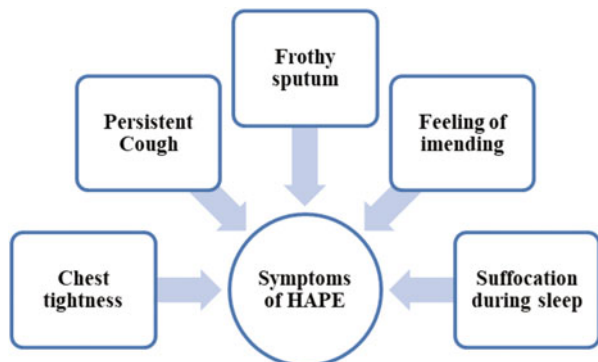 Frothy
sputum
Persistent
Cough
Feeling of
imending
Chest
tightness
Symptoms
of HAPE
Suffocation
during sleep